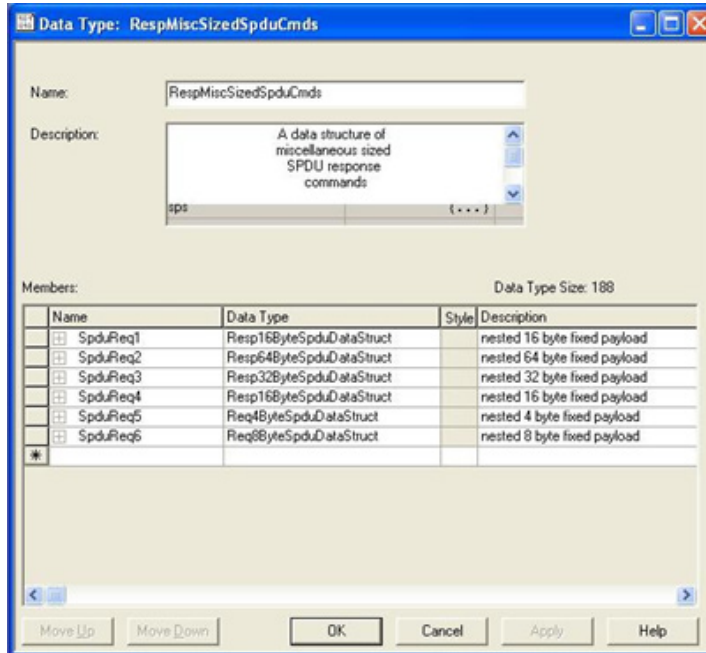 Data Type: RespMiscSizedSpduCmds
Name: RespMiscSizedSpduCmds
Description: A data structure of
miscellaneous sized
SPDU response
commands
sps {...}
Members: Data Type Size: 188
Name Data Type Style Description
SpduReq1 Resp16ByteSpduDataStruct nested 16 byte fixed payload
SpduReq2 Resp64ByteSpduDataStruct nested 64 byte fixed payload
SpduReq3 Resp32ByteSpduDataStruct nested 32 byte fixed payload
SpduReq4 Resp16ByteSpduDataStruct nested 16 byte fixed payload
SpduReq5 Req4ByteSpduDataStruct nested 4 byte fixed payload
SpduReq6 Req8ByteSpduDataStruct nested 8 byte fixed payload
Move Up Move Down OK Cancel Apply Help